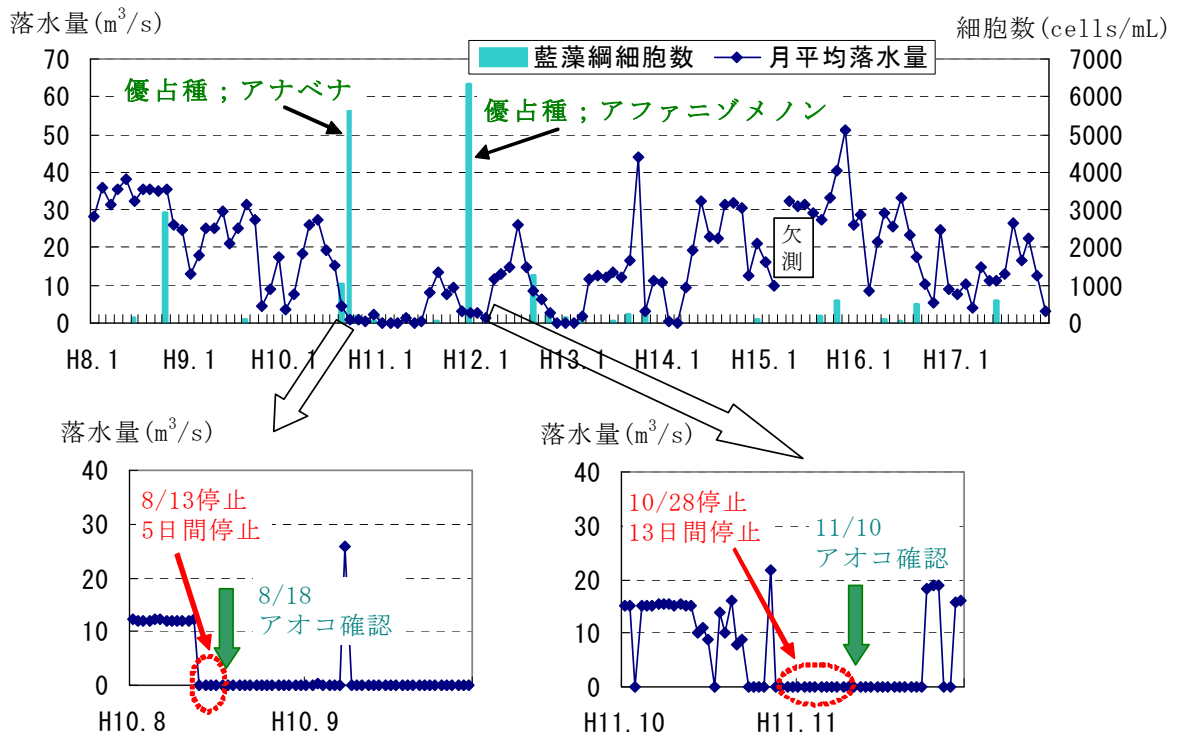 落水量(m³/s)
細胞数(cells/mL)
藍藻綱細胞数 月平均落水量
優占種；アナベナ
優占種；アファニゾメノン
70
60
50
40
30
20
10
0
7000
6000
5000
4000
3000
2000
1000
0
欠
測
H8.1 H9.1 H10.1 H11.1 H12.1 H13.1 H14.1 H15.1 H16.1 H17.1
落水量(m³/s)
40
30
20
10
0
8/13停止
5日間停止
8/18
アオコ確認
H10.8 H10.9
落水量(m³/s)
40
30
20
10
0
10/28停止
13日間停止
11/10
アオコ確認
H11.10 H11.11